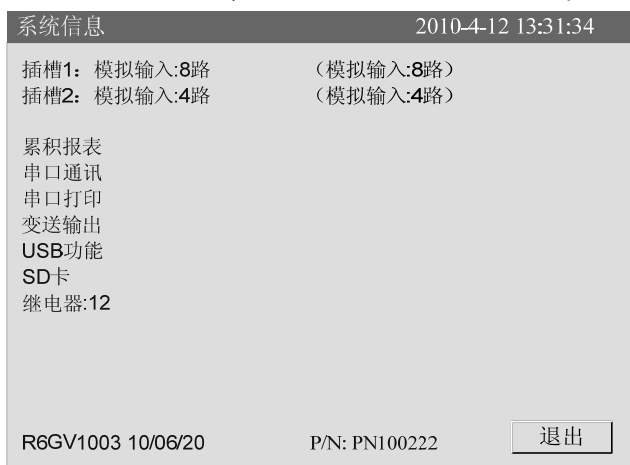 系统信息 2010-4-12 13:31:34
插槽1：模拟输入:8路 （模拟输入:8路）
插槽2：模拟输入:4路 （模拟输入:4路）
累积报表
串口通讯
串口打印
变送输出
USB功能
SD卡
继电器:12
R6GV1003 10/06/20 P/N: PN100222 退出